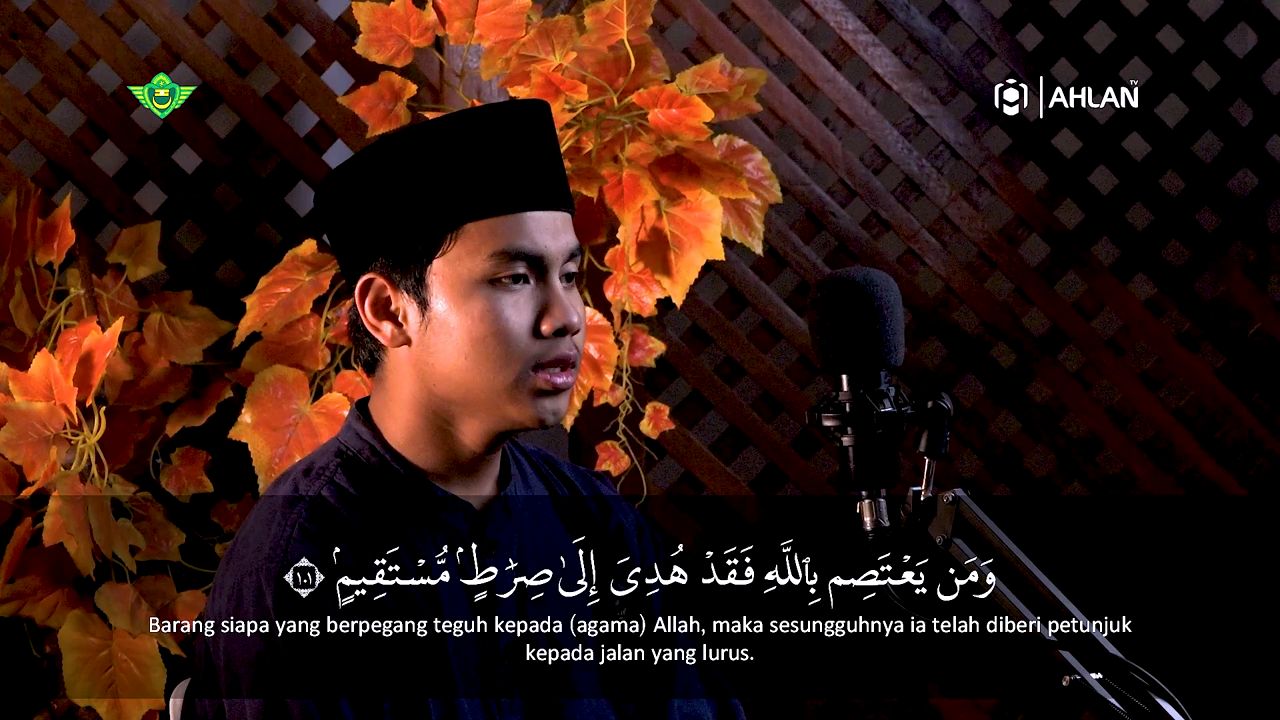 AHLAN TV
وَمَن يَعْتَصِم بِٱللَّهِ فَقَدْ هُدِىَ إِلَىٰ صِرَٰطٍ مُّسْتَقِيمٍ ١٠١
Barang siapa yang berpegang teguh kepada (agama) Allah, maka sesungguhnya ia telah diberi petunjuk
kepada jalan yang lurus.